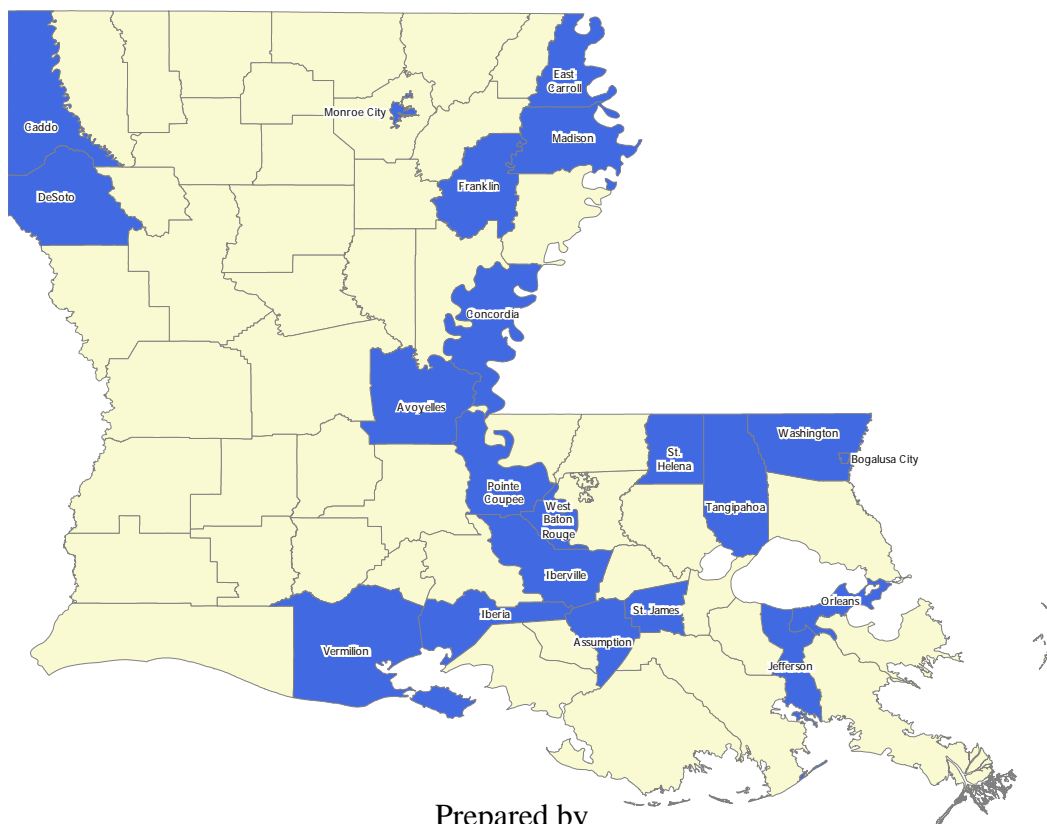 East
Carroll
Monroe City
Caddo
Madison
Franklin
DeSoto
Concordia
Avoyelles
Washington
St.
Helena
Bogalusa City
Pointe
Coupee
Tangipahoa
West
Baton
Rouge
Iberville
Orleans
Iberia
St. James
Assumption
Vermilion
Jefferson
Prepared by